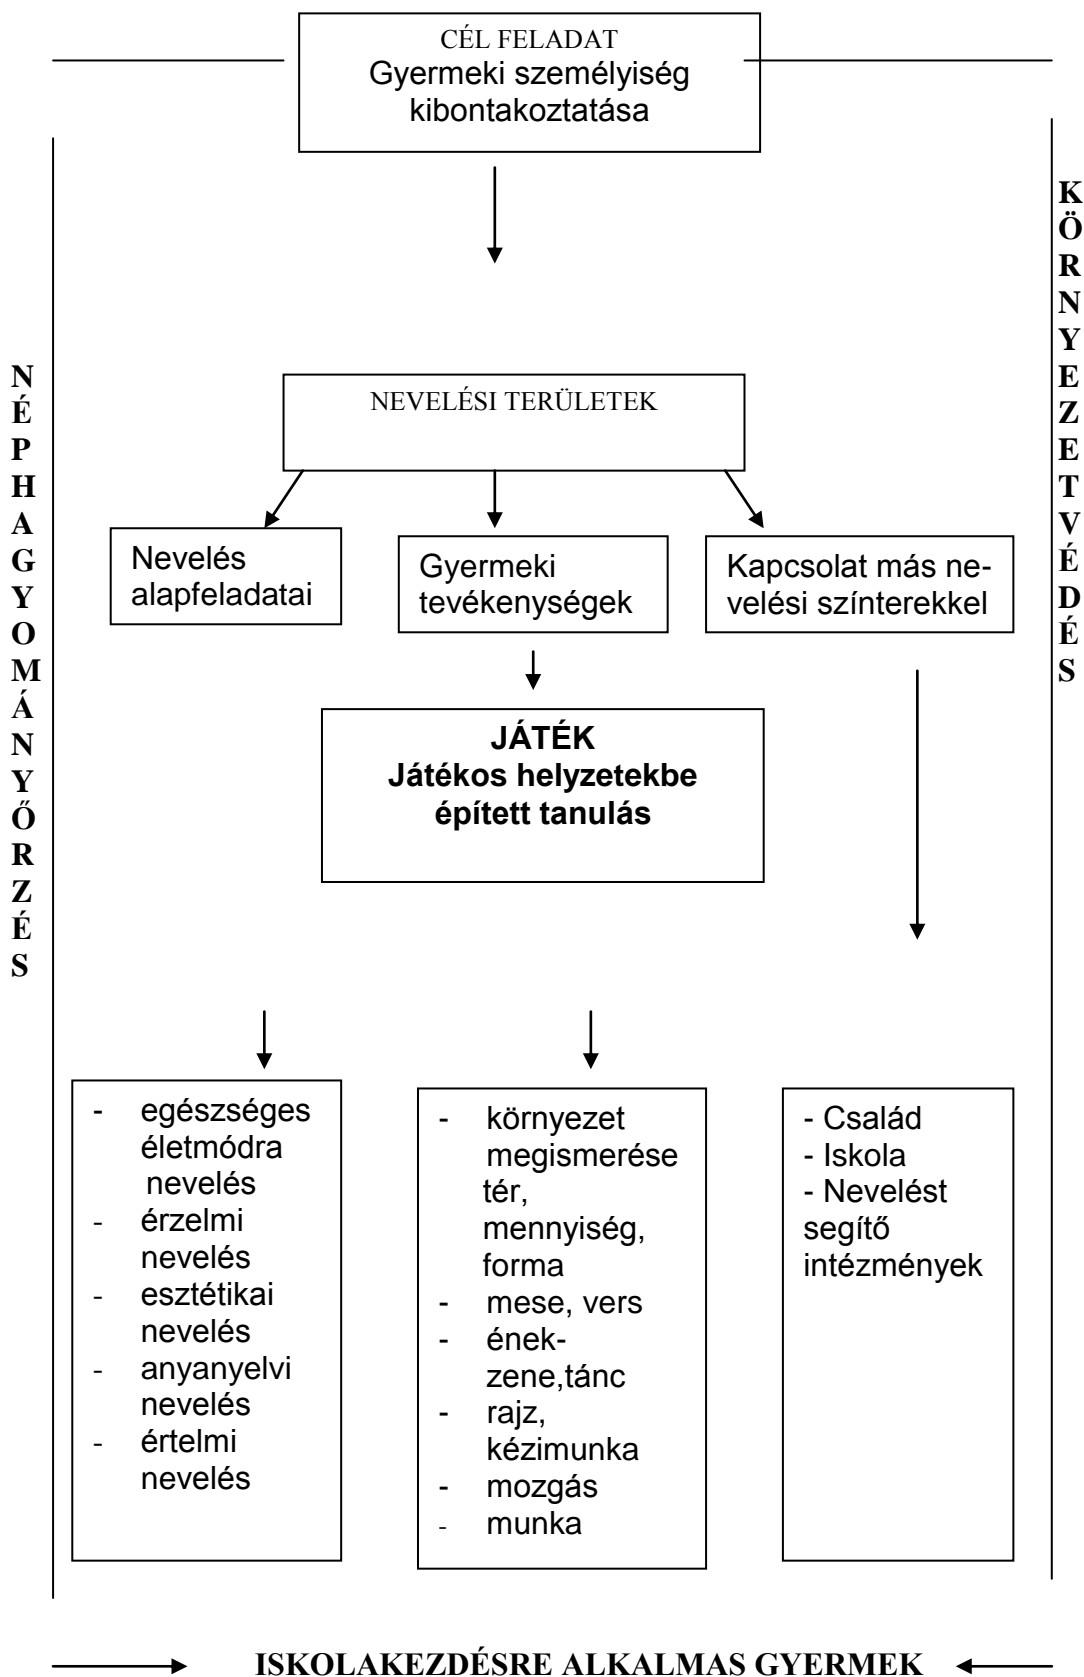 CÉL FELADAT
Gyermeki személyiség
kibontakoztatása
KÖRNYEZETVÉDÉS
NÉPHAGYOMÁNYŐRZÉS
NEVELÉSI TERÜLETEK
Nevelés
alapfeladatai
Gyermeki
tevékenységek
Kapcsolat más ne-
velési színterekkel
JÁTÉK
Játékos helyzetekbe
épített tanulás
- egészséges
életmódra
nevelés
- érzelmi
nevelés
- esztétikai
nevelés
- anyanyelvi
nevelés
- értelmi
nevelés
- környezet
megismerése
tér,
mennyiség,
forma
- mese, vers
- ének-
zene,tánc
- rajz,
kézimunka
- mozgás
- munka
- Család
- Iskola
- Nevelést
segítő
intézmények
ISKOLAKEZDÉSRE ALKALMAS GYERMEK